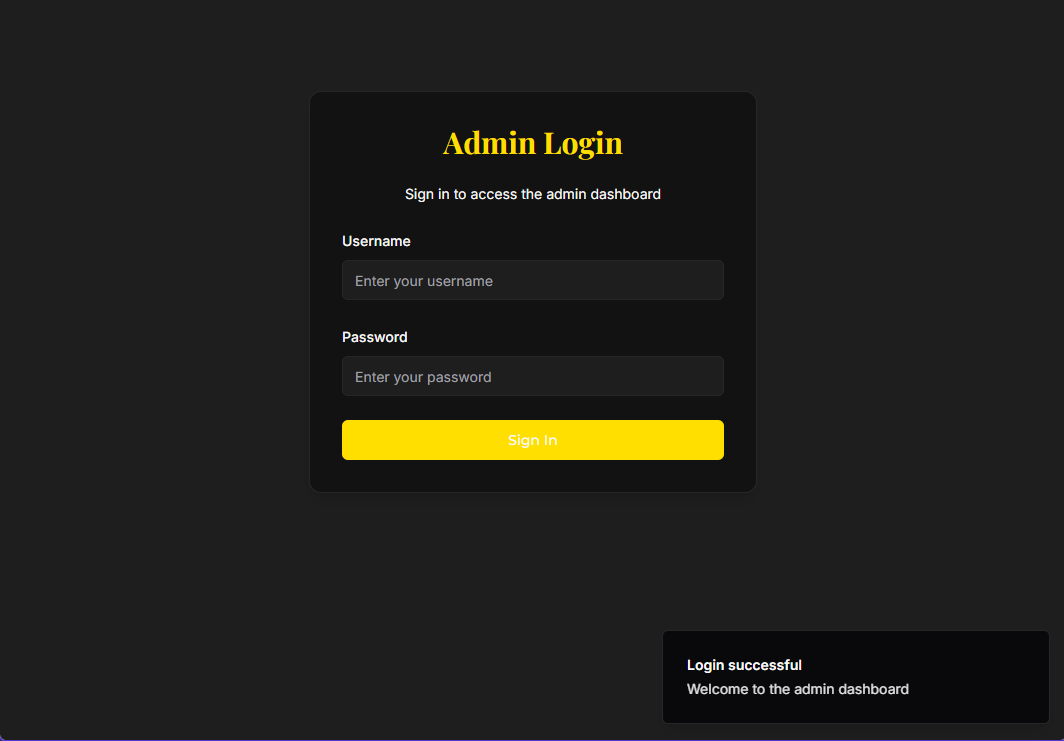 Admin Login
Sign in to access the admin dashboard
Username
Enter your username
Password
Enter your password
Sign In
Login successful
Welcome to the admin dashboard